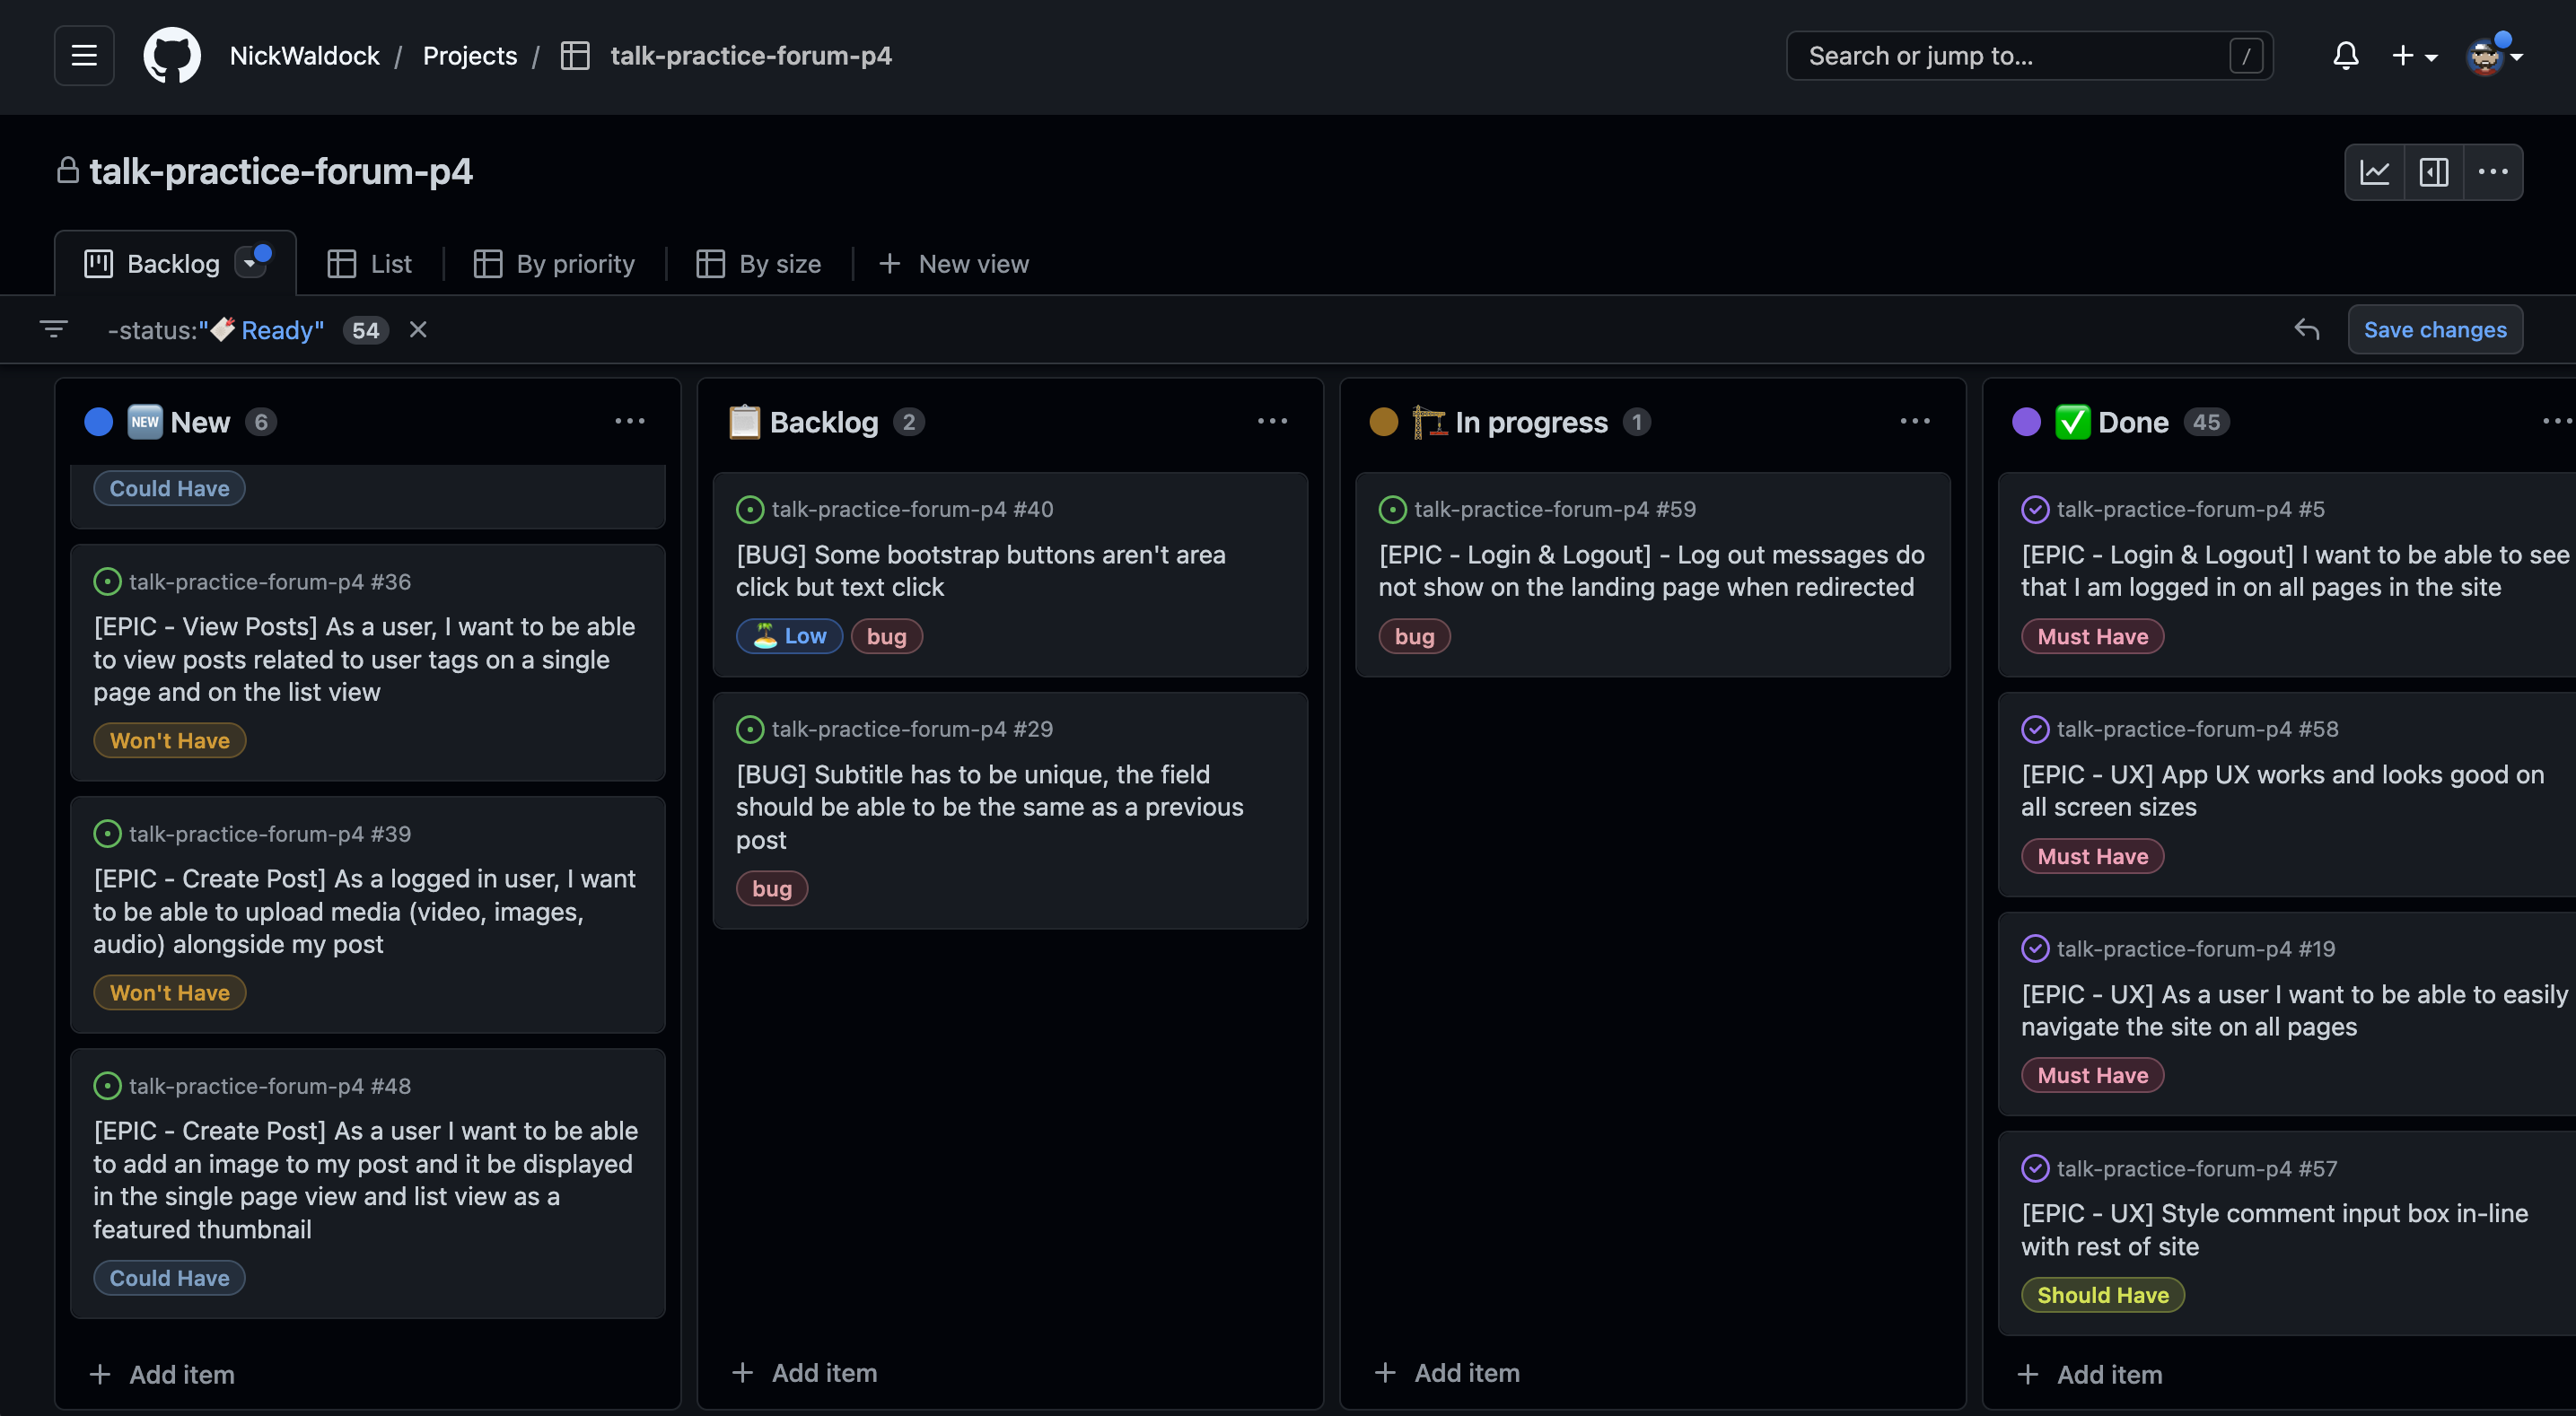 NickWaldock / Projects / talk-practice-forum-p4
Search or jump to... /
talk-practice-forum-p4
Backlog
List
By priority
By size
New view
-status:"Ready" 54
Save changes
NEW New 6
Could Have
talk-practice-forum-p4 #36
[EPIC - View Posts] As a user, I want to be able
to view posts related to user tags on a single
page and on the list view
Won't Have
talk-practice-forum-p4 #39
[EPIC - Create Post] As a logged in user, I want
to be able to upload media (video, images,
audio) alongside my post
Won't Have
talk-practice-forum-p4 #48
[EPIC - Create Post] As a user I want to be able
to add an image to my post and it be displayed
in the single page view and list view as a
featured thumbnail
Could Have
Add item
Backlog 2
talk-practice-forum-p4 #40
[BUG] Some bootstrap buttons aren't area
click but text click
Low bug
talk-practice-forum-p4 #29
[BUG] Subtitle has to be unique, the field
should be able to be the same as a previous
post
bug
Add item
In progress 1
talk-practice-forum-p4 #59
[EPIC - Login & Logout] - Log out messages do
not show on the landing page when redirected
bug
Add item
Done 45
talk-practice-forum-p4 #5
[EPIC - Login & Logout] I want to be able to see
that I am logged in on all pages in the site
Must Have
talk-practice-forum-p4 #58
[EPIC - UX] App UX works and looks good on
all screen sizes
Must Have
talk-practice-forum-p4 #19
[EPIC - UX] As a user I want to be able to easily
navigate the site on all pages
Must Have
talk-practice-forum-p4 #57
[EPIC - UX] Style comment input box in-line
with rest of site
Should Have
Add item